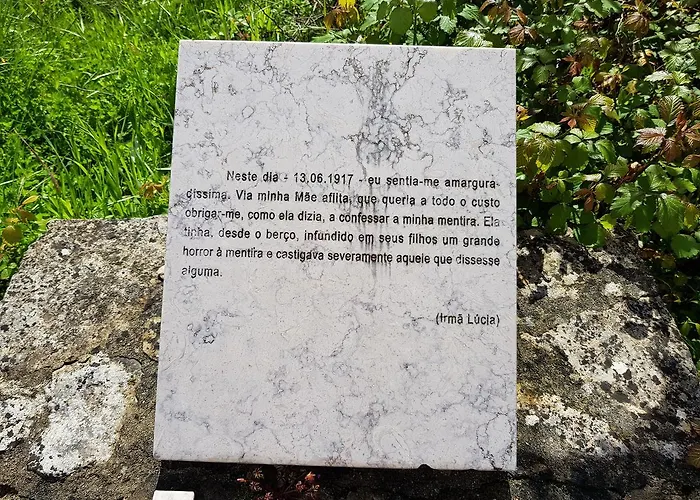 Neste dia - 13.06.1917 - eu sentia-me amargura-
díssima. Via minha Mãe aflita, que queria a todo o custo
obrigar-me, como ela dizia, a confessar a minha mentira. Ela
tinha, desde o berço, infundido em seus filhos um grande
horror à mentira e castigava severamente aquele que dissesse
alguma.
(Irmã Lúcia)